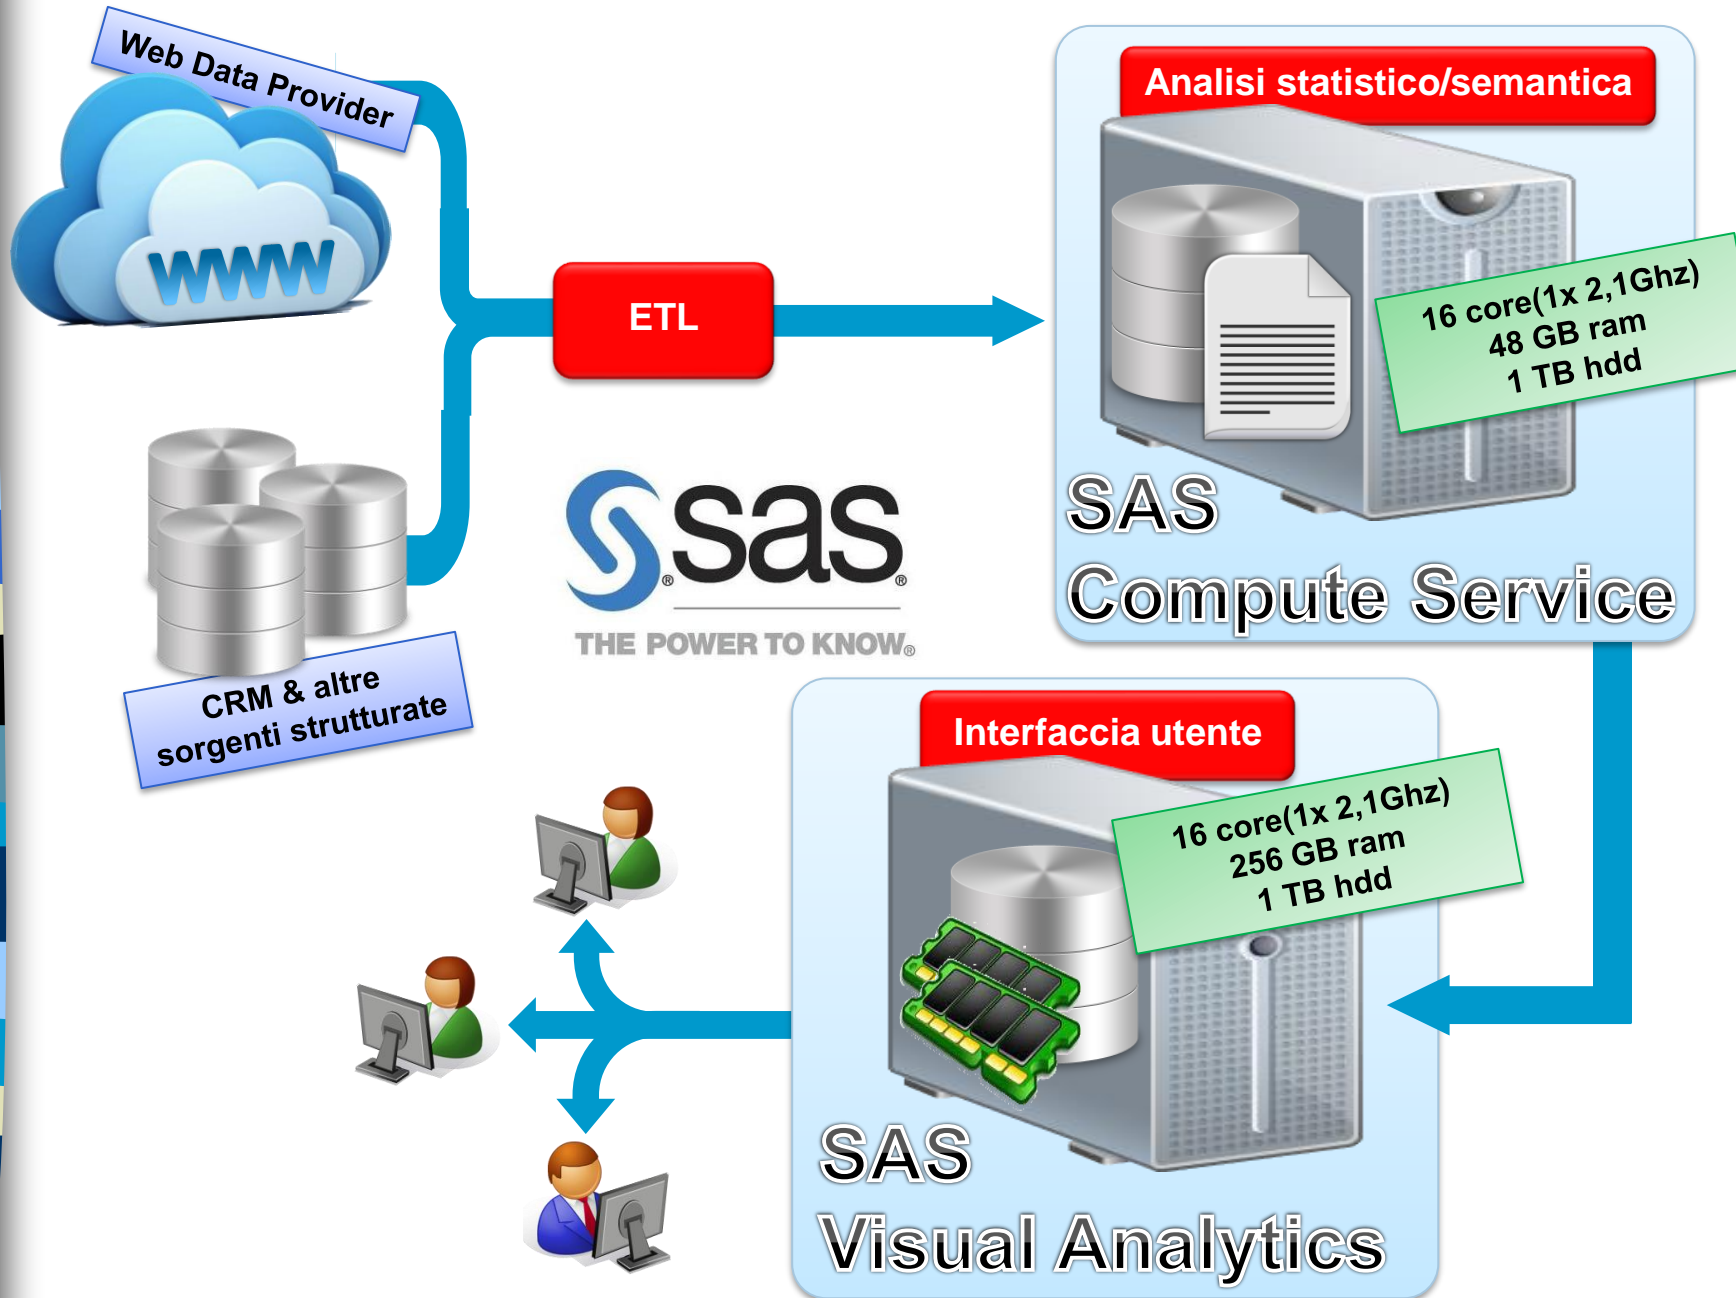 Web Data Provider
WWW
Analisi statistico/semantica
16 core(1x 2,1Ghz)
48 GB ram
1 TB hdd
ETL
SAS
Compute Service
sas®
®
THE POWER TO KNOW®
CRM & altre
sorgenti strutturate
Interfaccia utente
16 core(1x 2,1Ghz)
256 GB ram
1 TB hdd
SAS
Visual Analytics